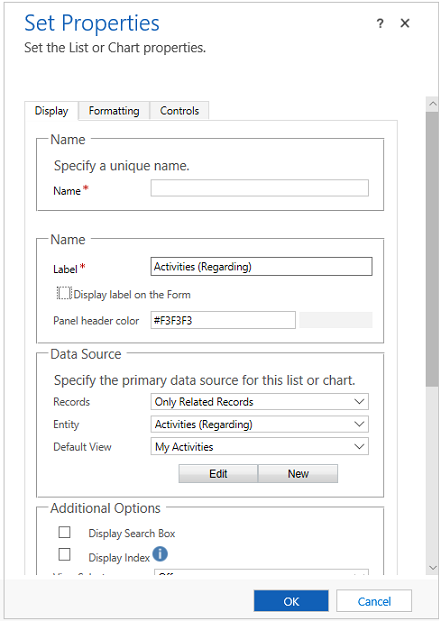 Set Properties
? ✕
Set the List or Chart properties.
Display Formatting Controls
Name
Specify a unique name.
Name*
Name
Label* Activities (Regarding)
Display label on the Form
Panel header color #F3F3F3
Data Source
Specify the primary data source for this list or chart.
Records Only Related Records
Entity Activities (Regarding)
Default View My Activities
Edit New
Additional Options
Display Search Box
Display Index i
OK Cancel